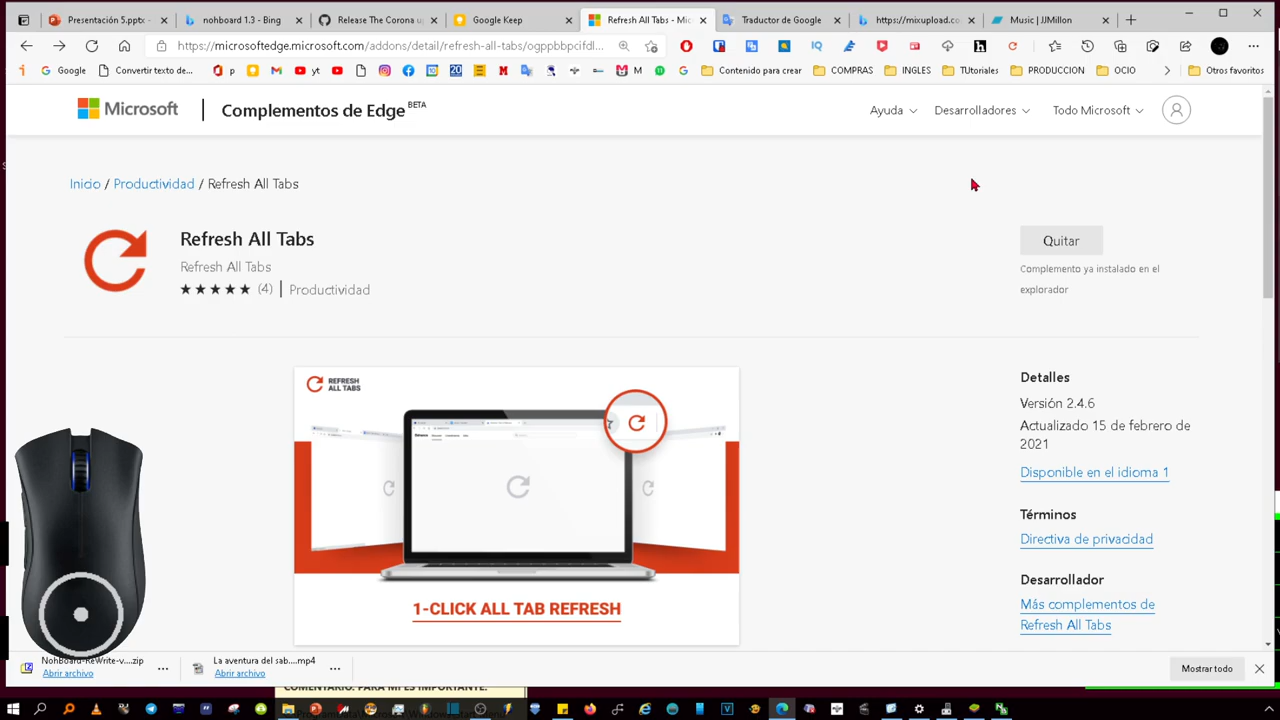 Presentación 5.pptx
nohboard 1.3 - Bing
Release The Corona up
Google Keep
Refresh All Tabs - Mic
Traductor de Google
https://mixupload.co
Music | JJMillon
https://microsoftedge.microsoft.com/addons/detail/refresh-all-tabs/ogppbbpcifdl...
Google
Convertir texto de...
p
yt
20
M
M
Contenido para crear
COMPRAS
INGLES
TUtoriales
PRODUCCION
OCIO
Otros favoritos
Microsoft
Complementos de Edge BETA
Ayuda
Desarrolladores
Todo Microsoft
Inicio / Productividad / Refresh All Tabs
Refresh All Tabs
Refresh All Tabs
(4) | Productividad
Quitar
Complemento ya instalado en el
explorador
REFRESH
ALL TABS
1-CLICK ALL TAB REFRESH
Detalles
Versión 2.4.6
Actualizado 15 de febrero de
2021
Disponible en el idioma 1
Términos
Directiva de privacidad
Desarrollador
Más complementos de
Refresh All Tabs
Nohboard-ReWrite-v....zip
Abrir archivo
La aventura del sab....mp4
Abrir archivo
Mostrar todo
COMENTARIO. PARA MI ES IMPORTANTE.